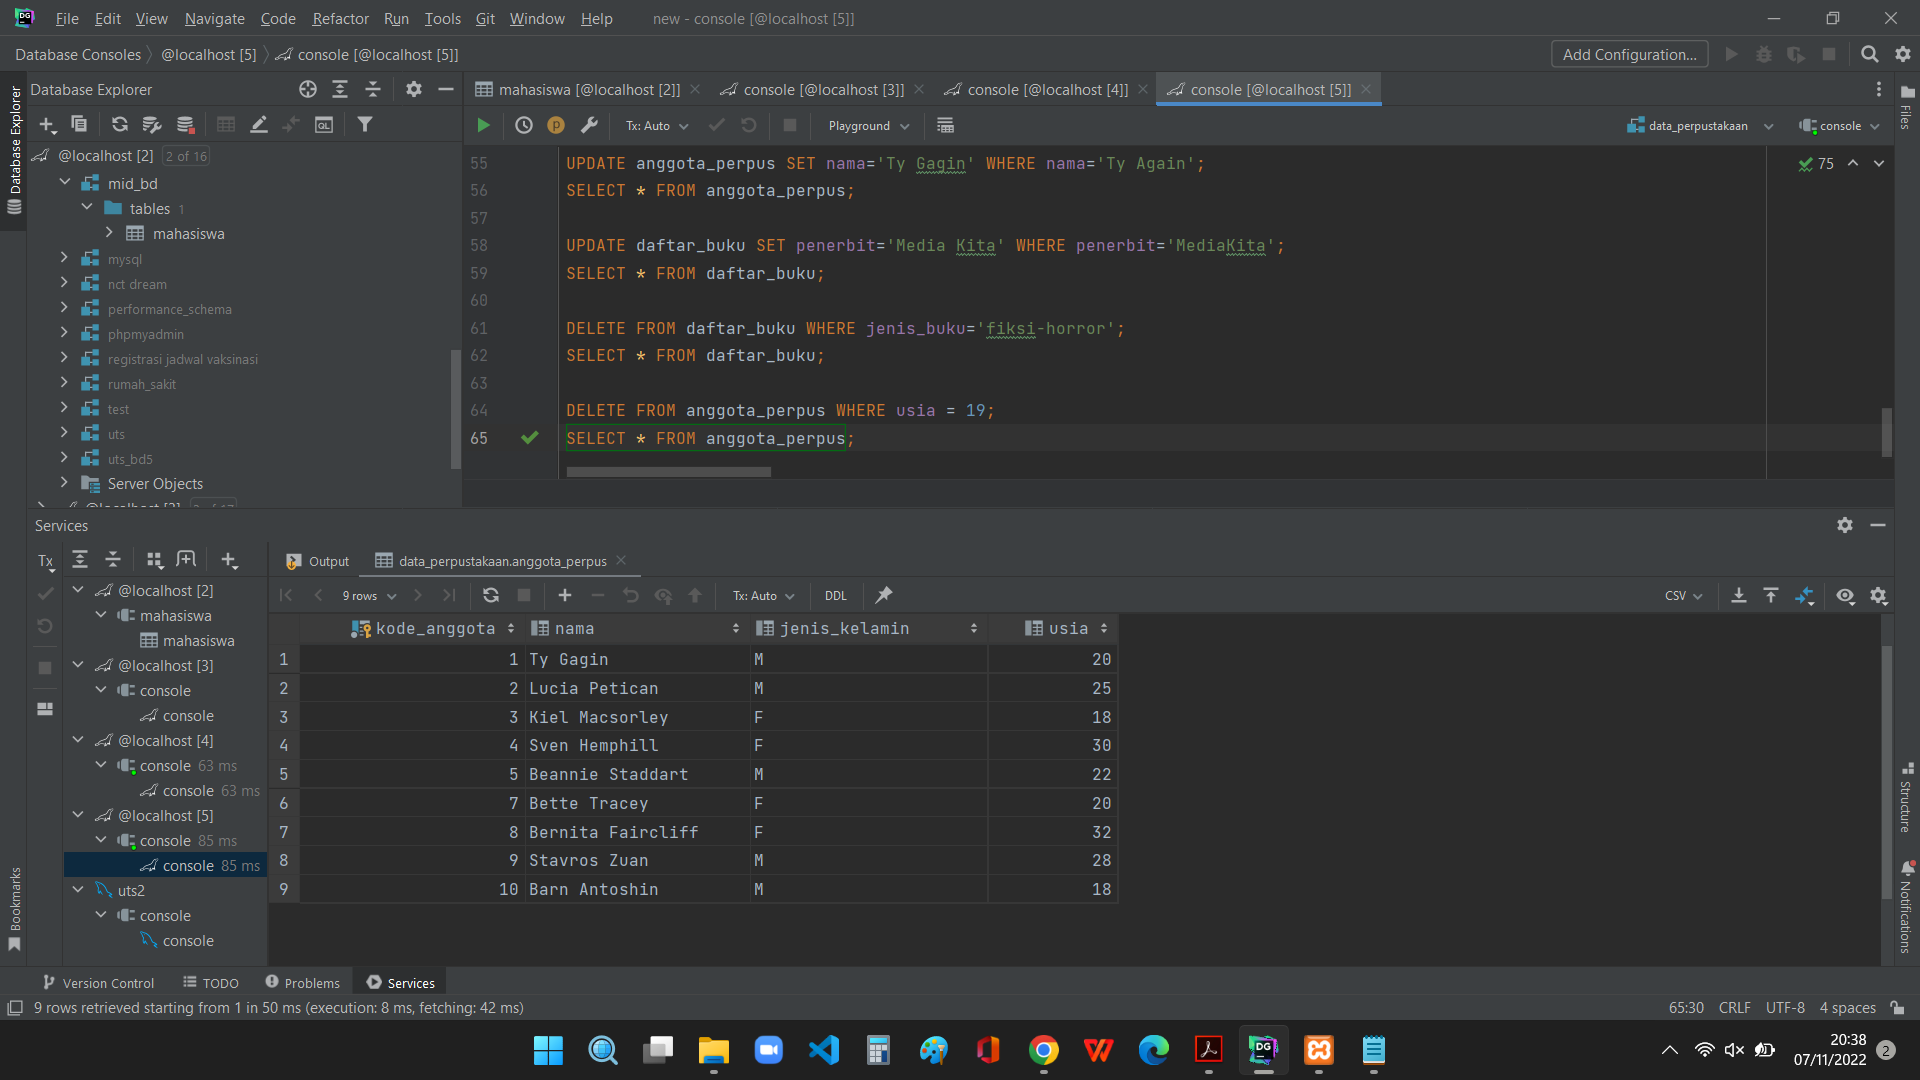 DG File Edit View Navigate Code Refactor Run Tools Git Window Help new - console [@localhost [5]]
Database Consoles @localhost [5] console [@localhost [5]] Add Configuration...
Database Explorer
mahasiswa [@localhost [2]] console [@localhost [3]] console [@localhost [4]] console [@localhost [5]]
QL
p Tx: Auto Playground data_perpustakaan console
@localhost [2] 2 of 16
mid_bd
tables 1
mahasiswa
mysql
nct dream
performance_schema
phpmyadmin
registrasi jadwal vaksinasi
rumah_sakit
test
uts
uts_bd5
Server Objects
75
55 UPDATE anggota_perpus SET nama='Ty Gagin' WHERE nama='Ty Again';
56 SELECT * FROM anggota_perpus;
57
58 UPDATE daftar_buku SET penerbit='Media Kita' WHERE penerbit='MediaKita';
59 SELECT * FROM daftar_buku;
60
61 DELETE FROM daftar_buku WHERE jenis_buku='fiksi-horror';
62 SELECT * FROM daftar_buku;
63
64 DELETE FROM anggota_perpus WHERE usia = 19;
65 SELECT * FROM anggota_perpus;
Database Explorer
Bookmarks
Files
Structure
Notifications
Services
Tx
@localhost [2]
mahasiswa
mahasiswa
@localhost [3]
console
console
@localhost [4]
console 63 ms
console 63 ms
@localhost [5]
console 85 ms
console 85 ms
uts2
console
console
Output data_perpustakaan.anggota_perpus
9 rows Tx: Auto DDL CSV
kode_anggota nama jenis_kelamin usia
1 1 Ty Gagin M 20
2 2 Lucia Petican M 25
3 3 Kiel Macsorley F 18
4 4 Sven Hemphill F 30
5 5 Beannie Staddart M 22
6 7 Bette Tracey F 20
7 8 Bernita Faircliff F 32
8 9 Stavros Zuan M 28
9 10 Barn Antoshin M 18
Version Control TODO Problems Services
9 rows retrieved starting from 1 in 50 ms (execution: 8 ms, fetching: 42 ms) 65:30 CRLF UTF-8 4 spaces
DG
20:38
07/11/2022
2